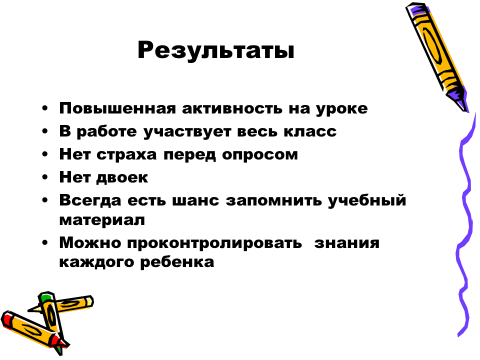 Результаты
• Повышенная активность на уроке
• В работе участвует весь класс
• Нет страха перед опросом
• Нет двоек
• Всегда есть шанс запомнить учебный
материал
• Можно проконтролировать  знания
каждого ребенка